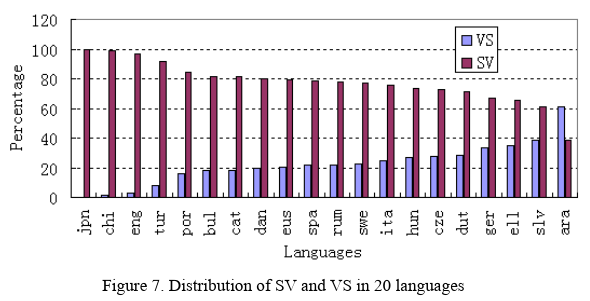 120
100
80
60
40
20
0
Percentage
VS
SV
jpn chi eng tur por bul cat dan eus spa rum swe ita hun cze dut ger ell slv ara
Languages
Figure 7. Distribution of SV and VS in 20 languages